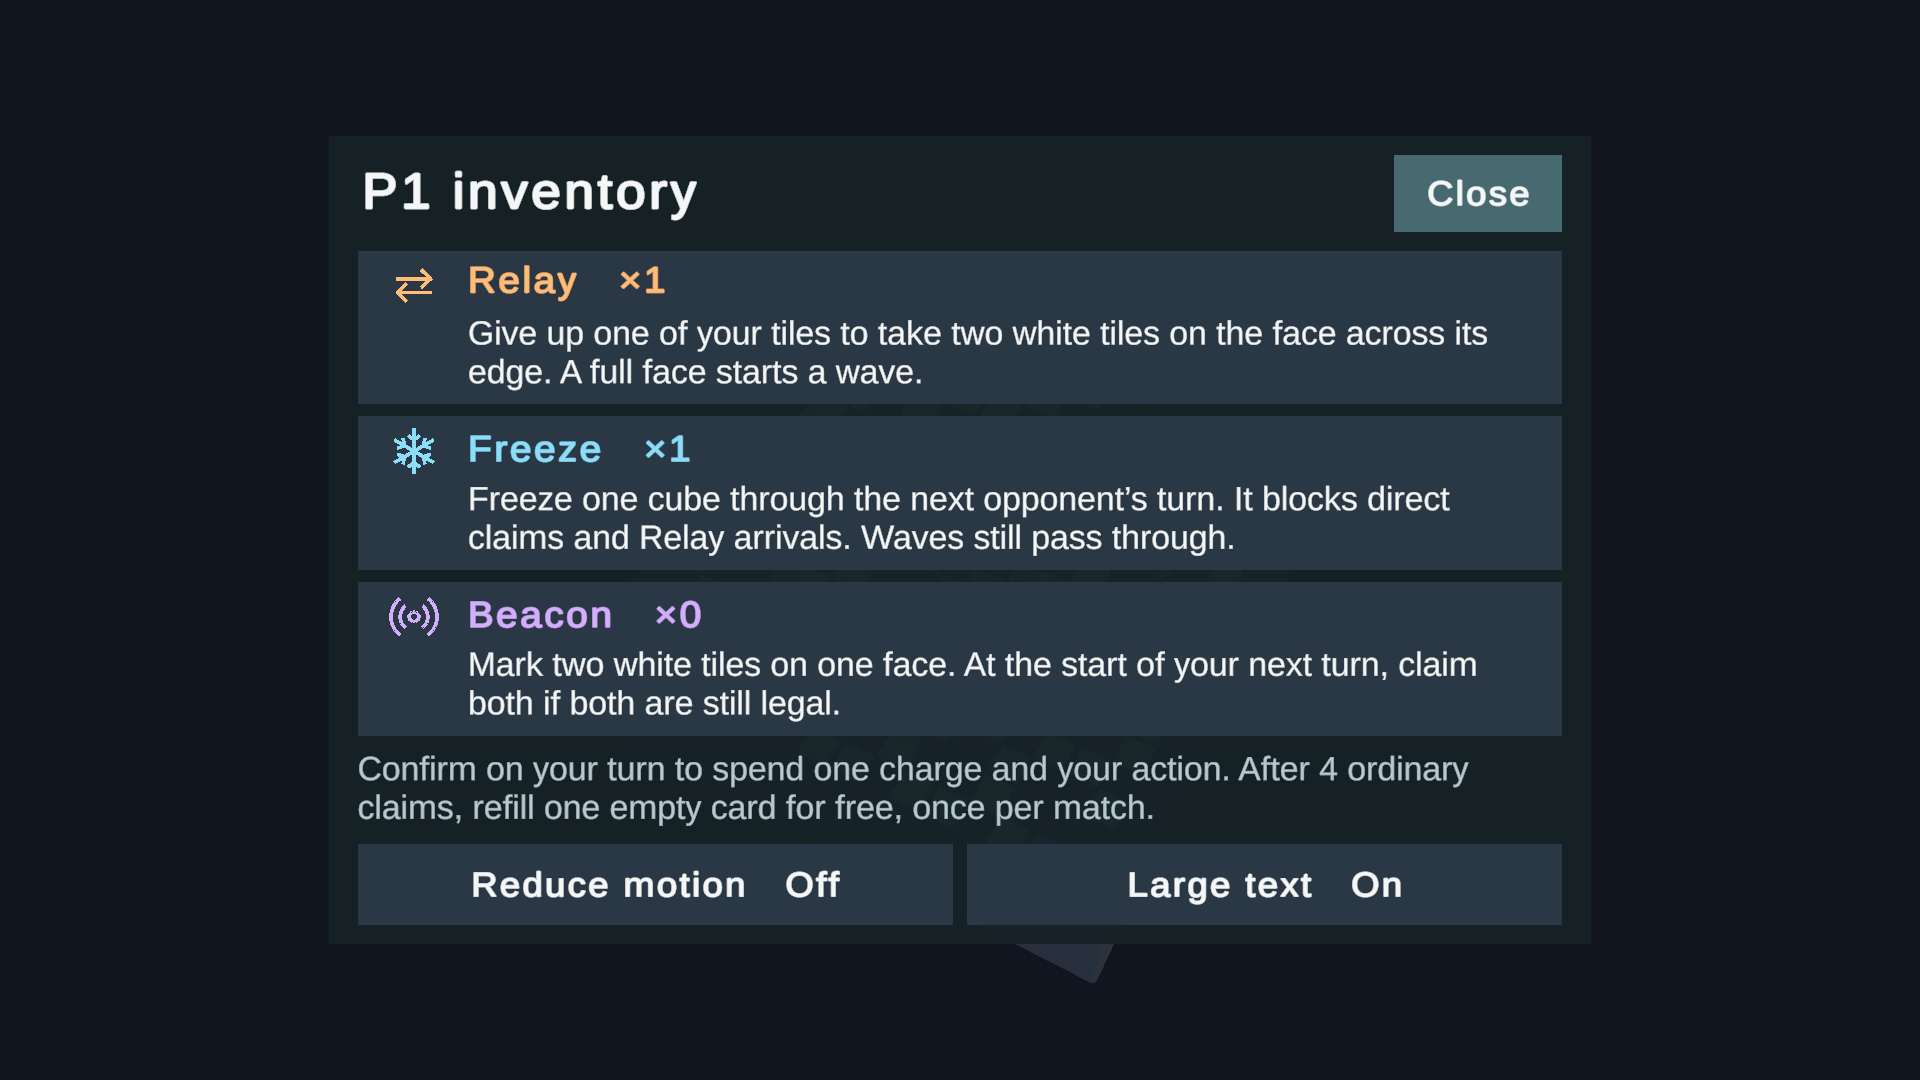 P1 inventory
Close
Relay ×1
Give up one of your tiles to take two white tiles on the face across its
edge. A full face starts a wave.
Freeze ×1
Freeze one cube through the next opponent’s turn. It blocks direct
claims and Relay arrivals. Waves still pass through.
Beacon ×0
Mark two white tiles on one face. At the start of your next turn, claim
both if both are still legal.
Confirm on your turn to spend one charge and your action. After 4 ordinary
claims, refill one empty card for free, once per match.
Reduce motion Off
Large text On